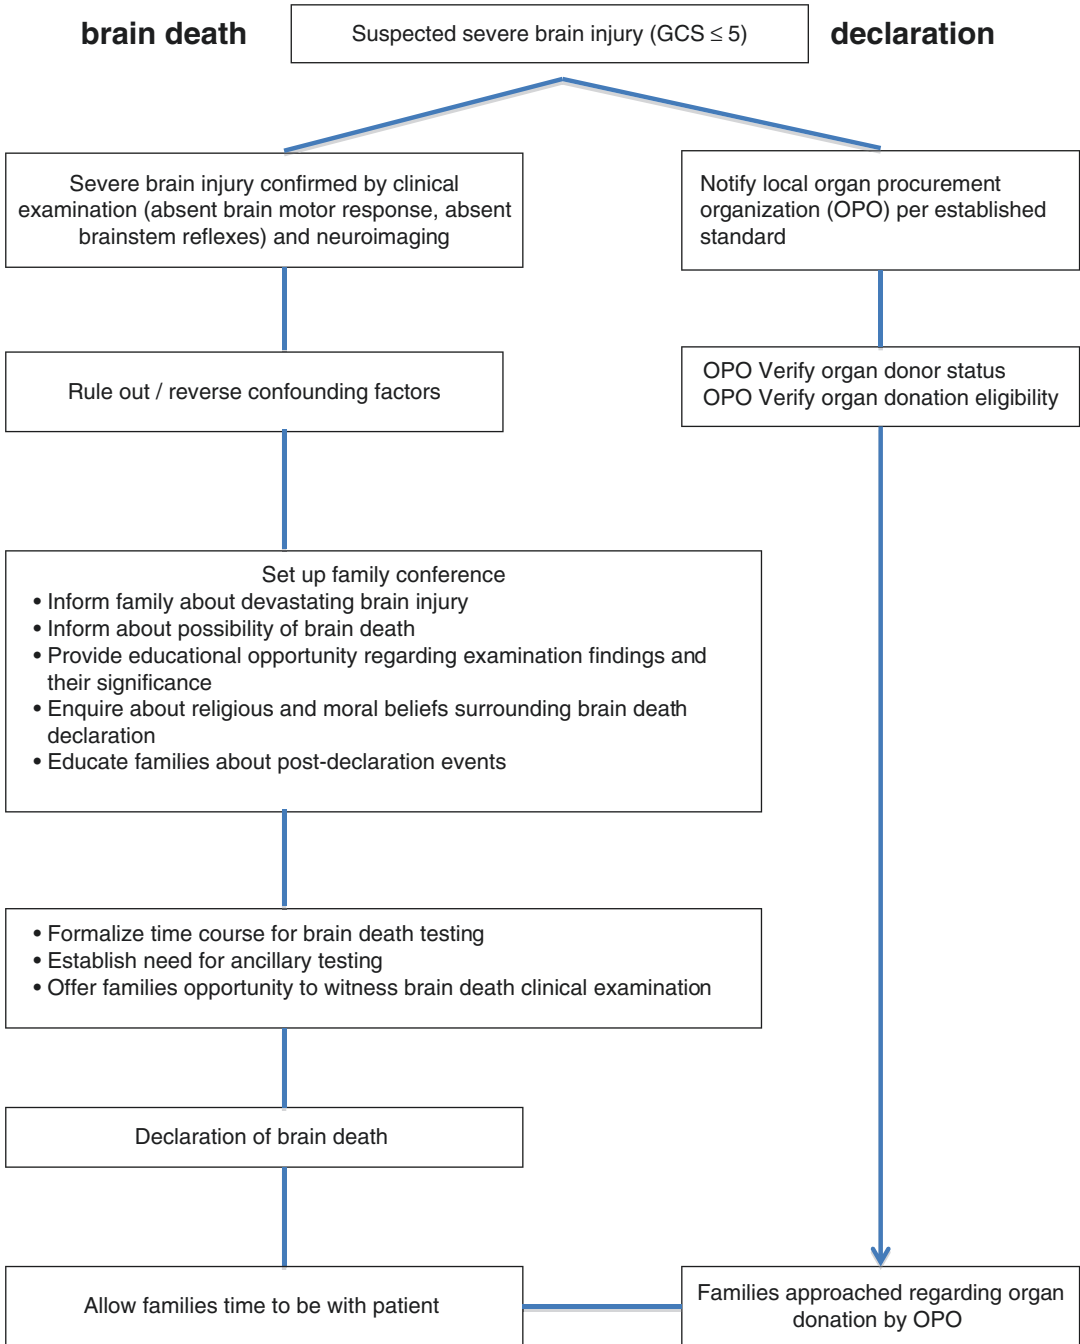 brain death
Suspected severe brain injury (GCS ≤ 5)
declaration
Severe brain injury confirmed by clinical
examination (absent brain motor response, absent
brainstem reflexes) and neuroimaging
Notify local organ procurement
organization (OPO) per established
standard
Rule out / reverse confounding factors
OPO Verify organ donor status
OPO Verify organ donation eligibility
Set up family conference
• Inform family about devastating brain injury
• Inform about possibility of brain death
• Provide educational opportunity regarding examination findings and
their significance
• Enquire about religious and moral beliefs surrounding brain death
declaration
• Educate families about post-declaration events
• Formalize time course for brain death testing
• Establish need for ancillary testing
• Offer families opportunity to witness brain death clinical examination
Declaration of brain death
Allow families time to be with patient
Families approached regarding organ
donation by OPO